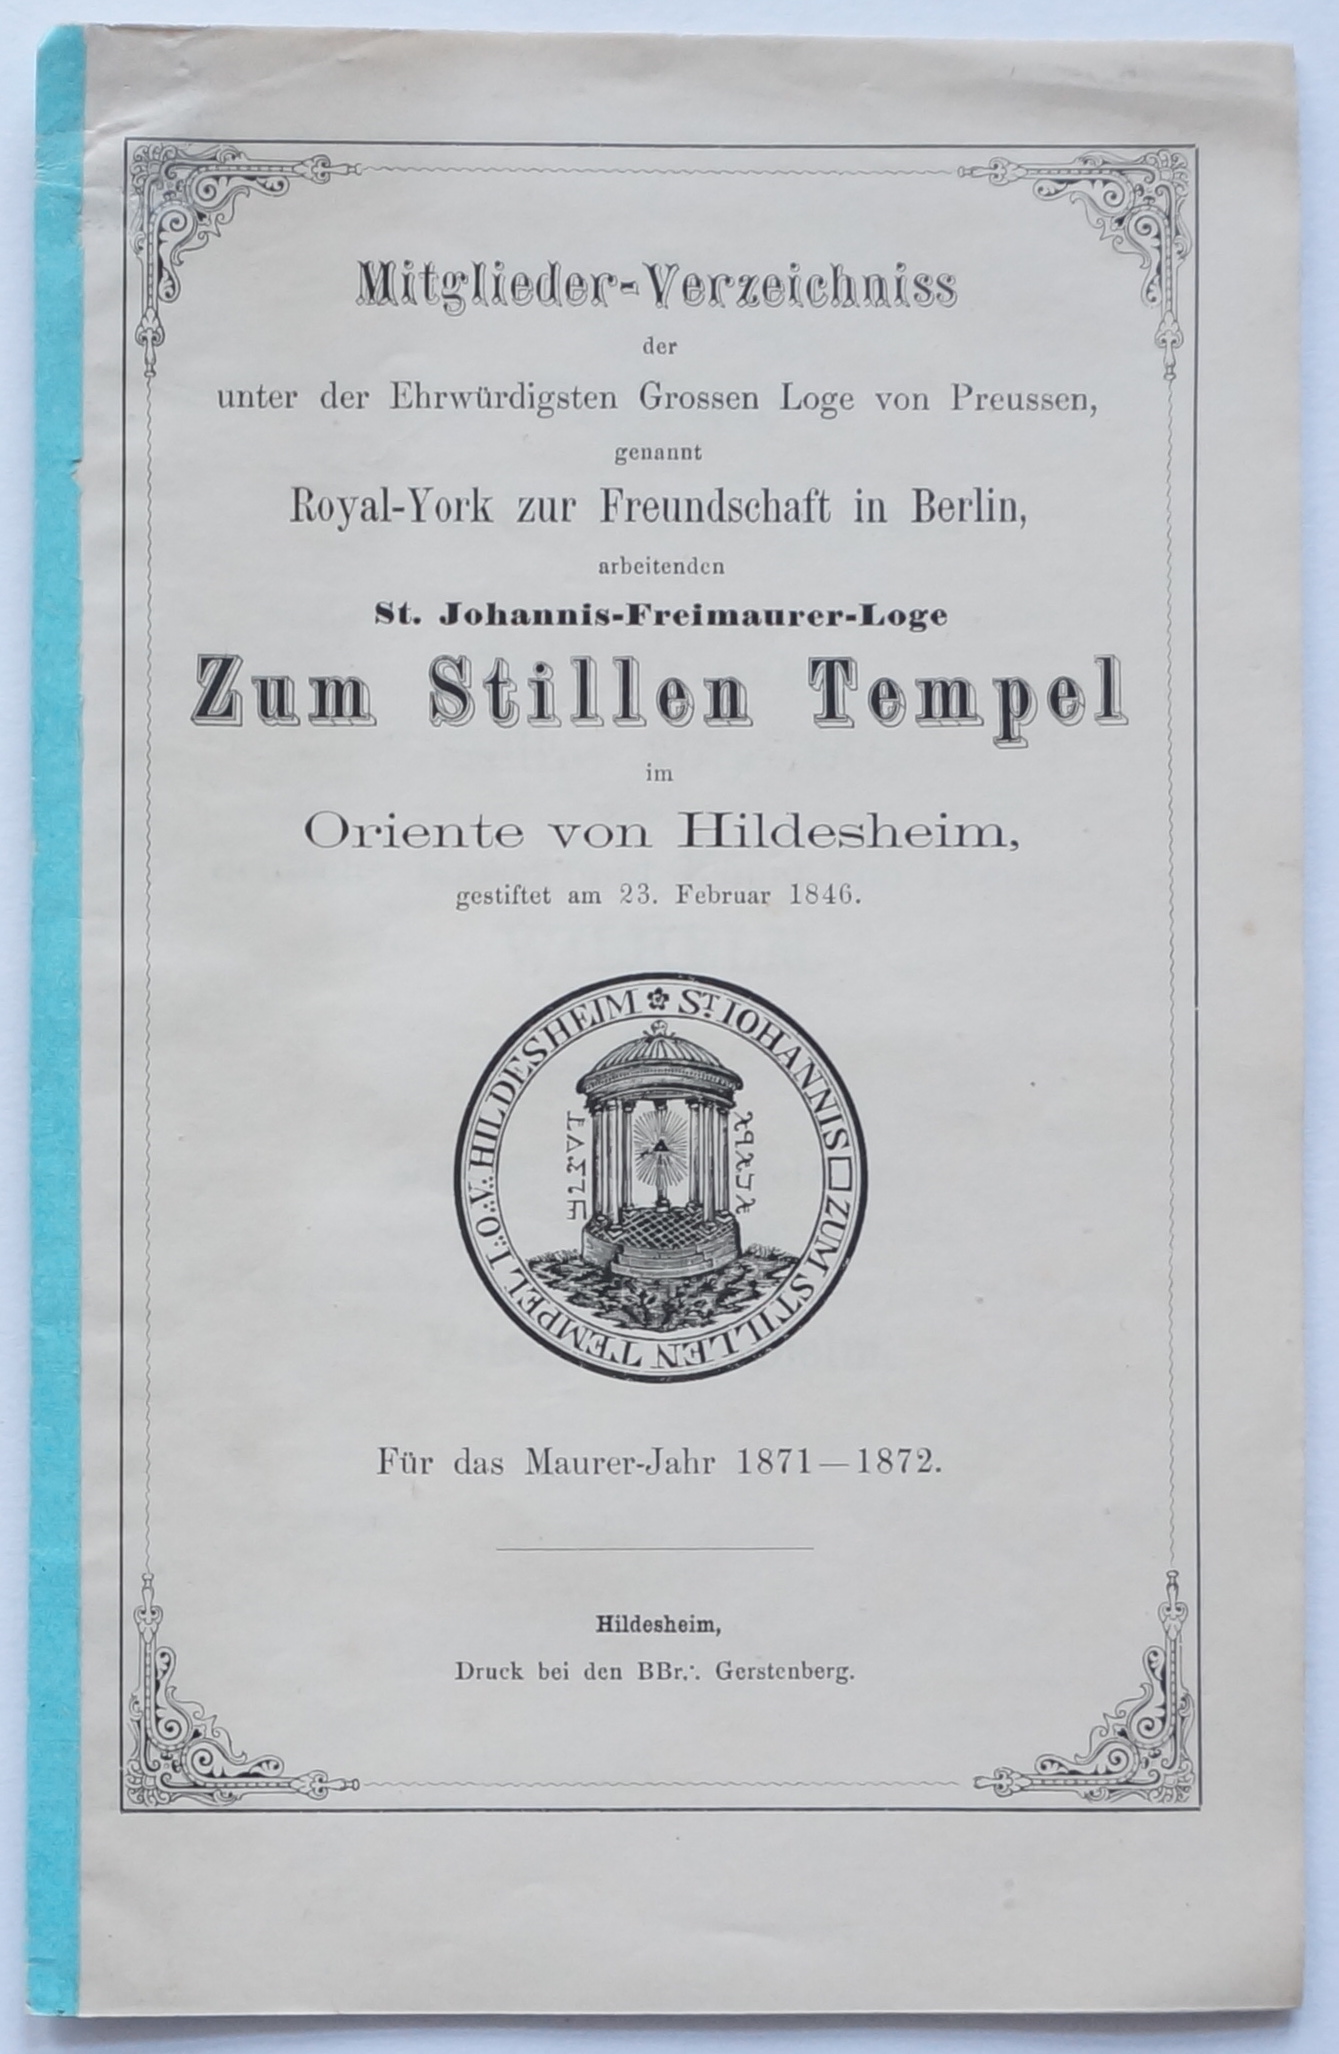 Mitglieder-Verzeichniss
der
unter der Ehrwürdigsten Grossen Loge von Preussen,
genannt
Royal-York zur Freundschaft in Berlin,
arbeitenden
St. Johannis-Freimaurer-Loge
Zum Stillen Tempel
im
Oriente von Hildesheim,
gestiftet am 23. Februar 1846.
ST. IOHANNIS □ ZUM STILLEN TEMPEL I.·.O.·.V.·. HILDESHEIM
Für das Maurer-Jahr 1871—1872.
Hildesheim,
Druck bei den BBr.·. Gerstenberg.